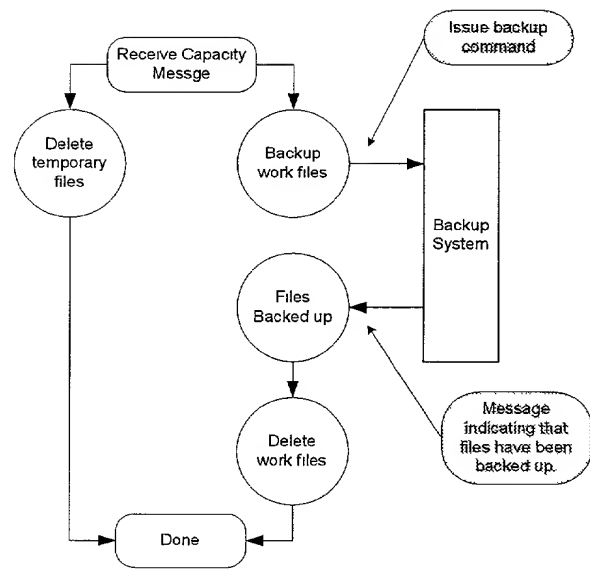 Issue backup
command
Receive Capacity
Messge
Delete
temporary
files
Backup
work files
Backup
System
Files
Backed up
Message
indicating that
files have been
backed up.
Delete
work files
Done